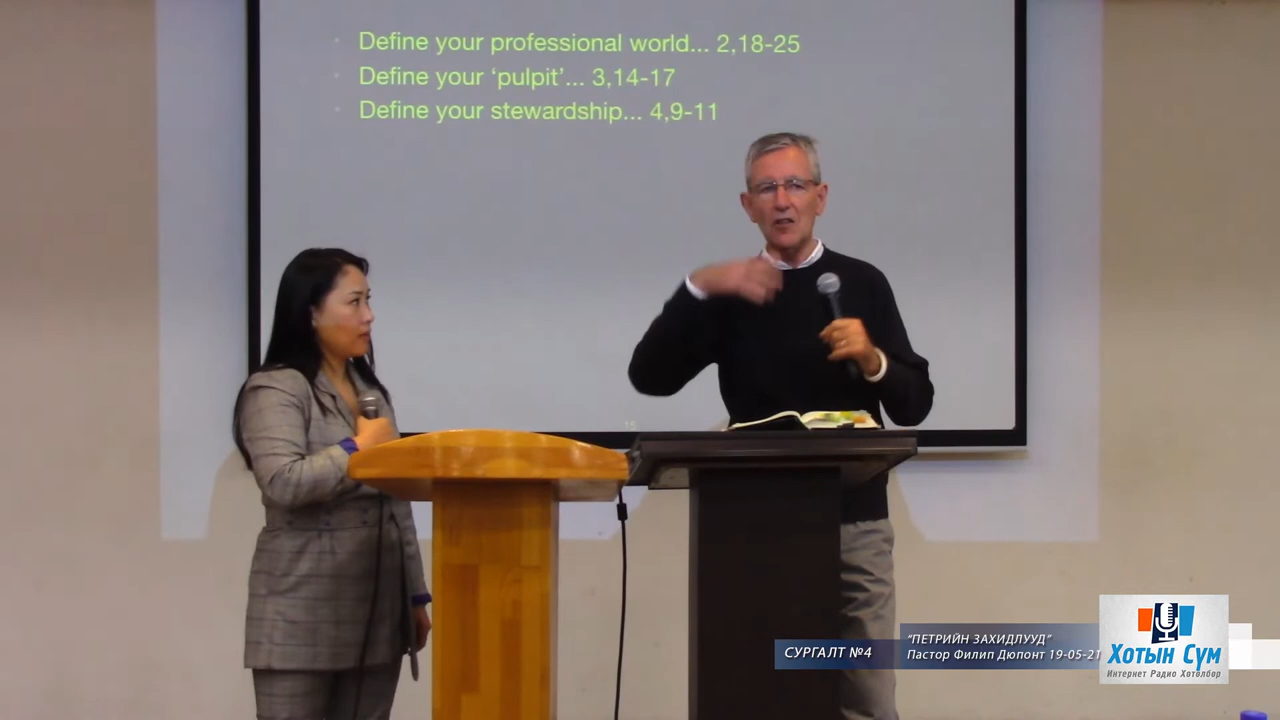 Define your professional world... 2,18-25
Define your ‘pulpit’... 3,14-17
Define your stewardship... 4,9-11
15
СУРГАЛТ №4
"ПЕТРИЙН ЗАХИДЛУУД"
Пастор Филип Дюпонт 19-05-21
Хотын Сүм
Интернет Радио Хөтөлбөр